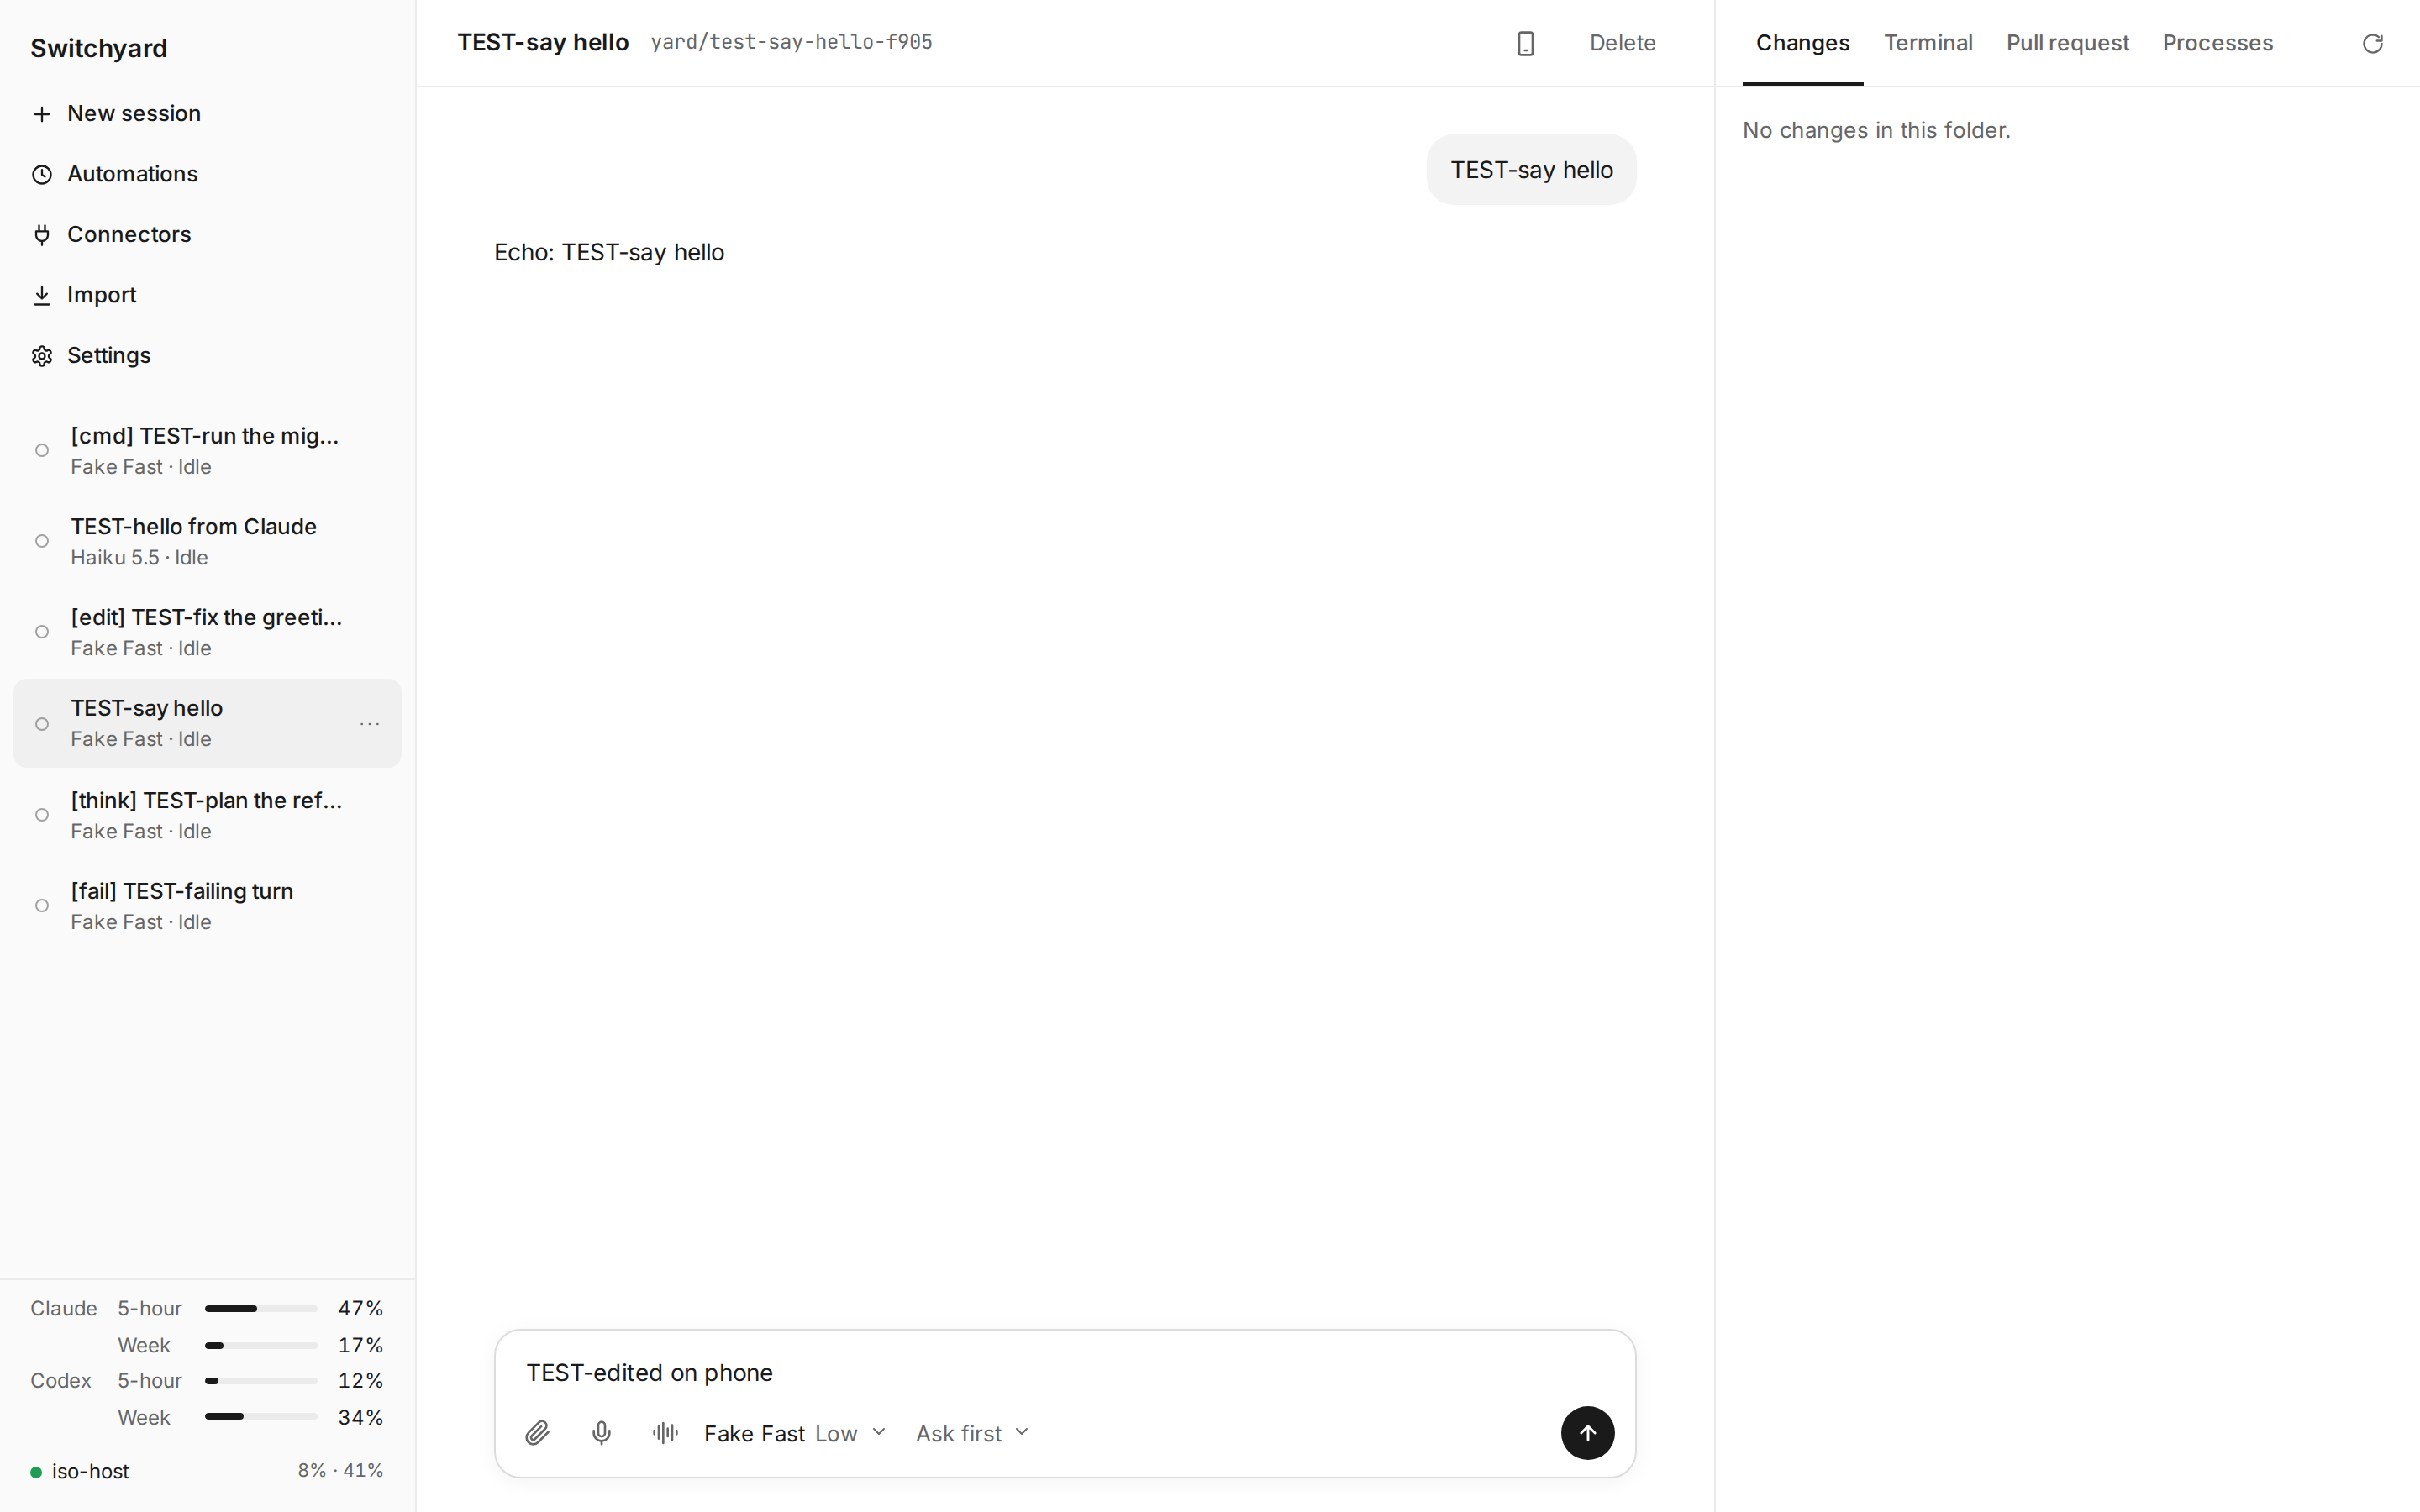 Switchyard
New session
Automations
Connectors
Import
Settings
[cmd] TEST-run the mig...
Fake Fast · Idle
TEST-hello from Claude
Haiku 5.5 · Idle
[edit] TEST-fix the greeti...
Fake Fast · Idle
TEST-say hello
Fake Fast · Idle
[think] TEST-plan the ref...
Fake Fast · Idle
[fail] TEST-failing turn
Fake Fast · Idle
Claude 5-hour 47%
Week 17%
Codex 5-hour 12%
Week 34%
iso-host 8% · 41%
TEST-say hello yard/test-say-hello-f905 Delete
TEST-say hello
Echo: TEST-say hello
TEST-edited on phone
Fake Fast Low Ask first
Changes Terminal Pull request Processes
No changes in this folder.